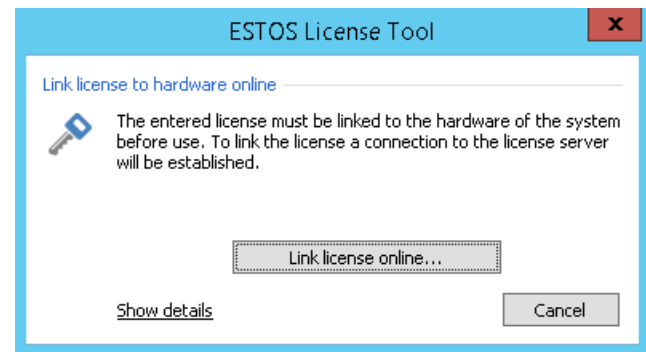 ESTOS License Tool
x
Link license to hardware online
The entered license must be linked to the hardware of the system
before use. To link the license a connection to the license server
will be established.
Link license online...
Show details
Cancel